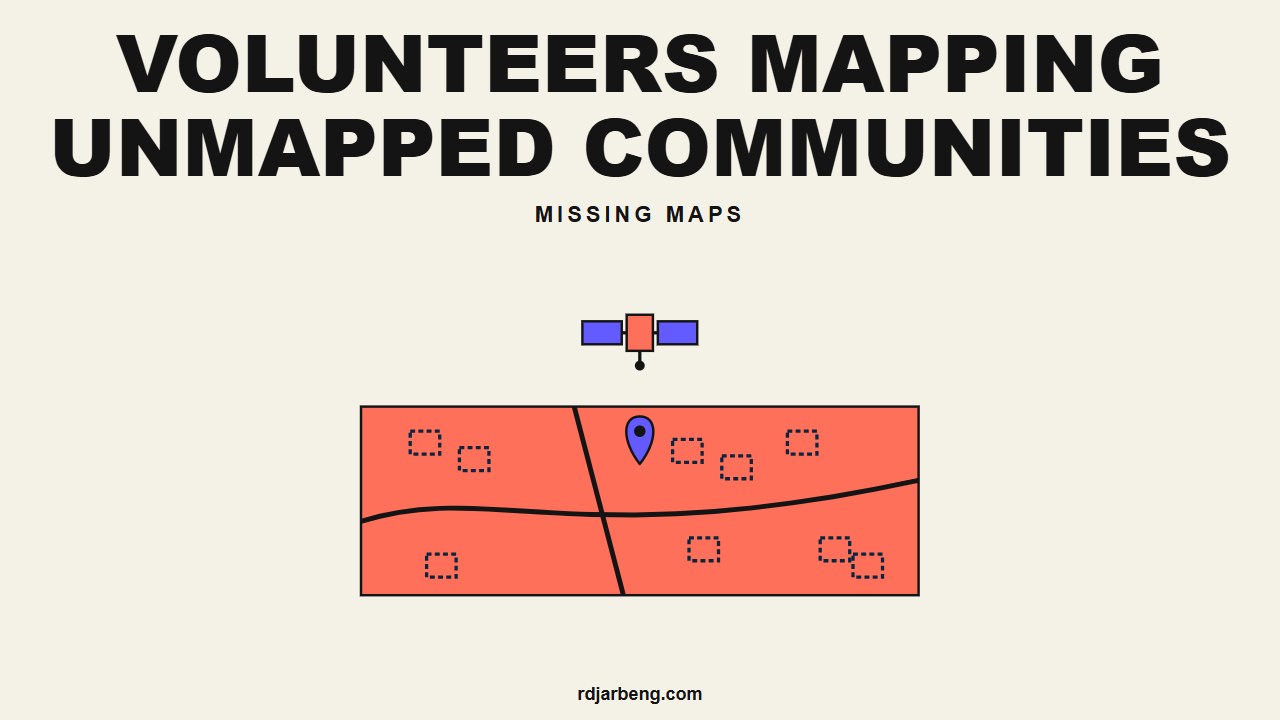 VOLUNTEERS MAPPING
UNMAPPED COMMUNITIES
MISSING MAPS
rdjarbeng.com